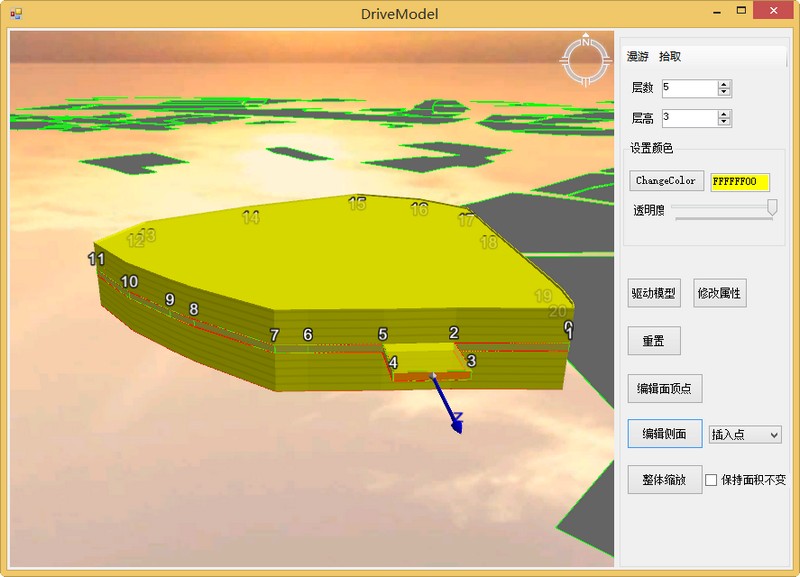 DriveModel
N
漫游 拾取
层数 5
层高 3
设置颜色
ChangeColor FFFFFF00
透明度
驱动模型 修改属性
重置
编辑面顶点
编辑侧面 插入点
整体缩放 保持面积不变
15
14 16
17
13
12 18
11
10
19
9
20
8
0
1
7 6 5 2
4 3
Z